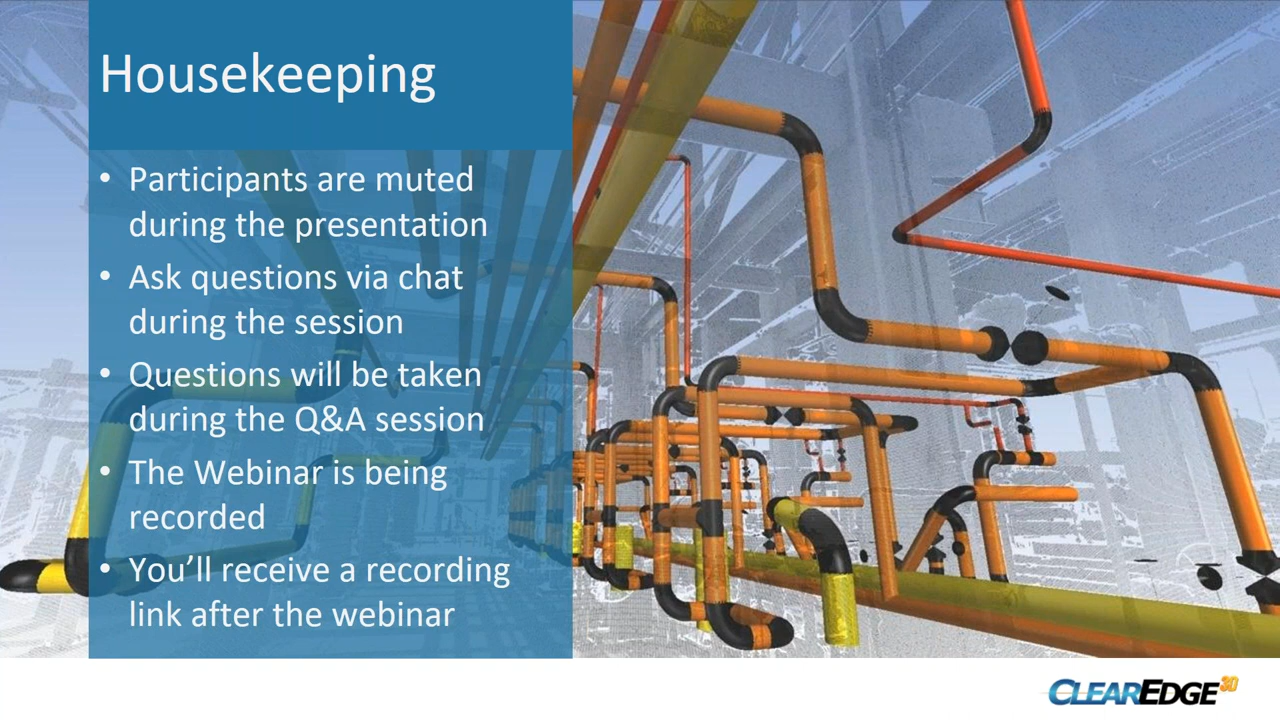 Housekeeping
• Participants are muted
during the presentation
• Ask questions via chat
during the session
• Questions will be taken
during the Q&A session
• The Webinar is being
recorded
• You’ll receive a recording
link after the webinar
CLEAREDGE3D